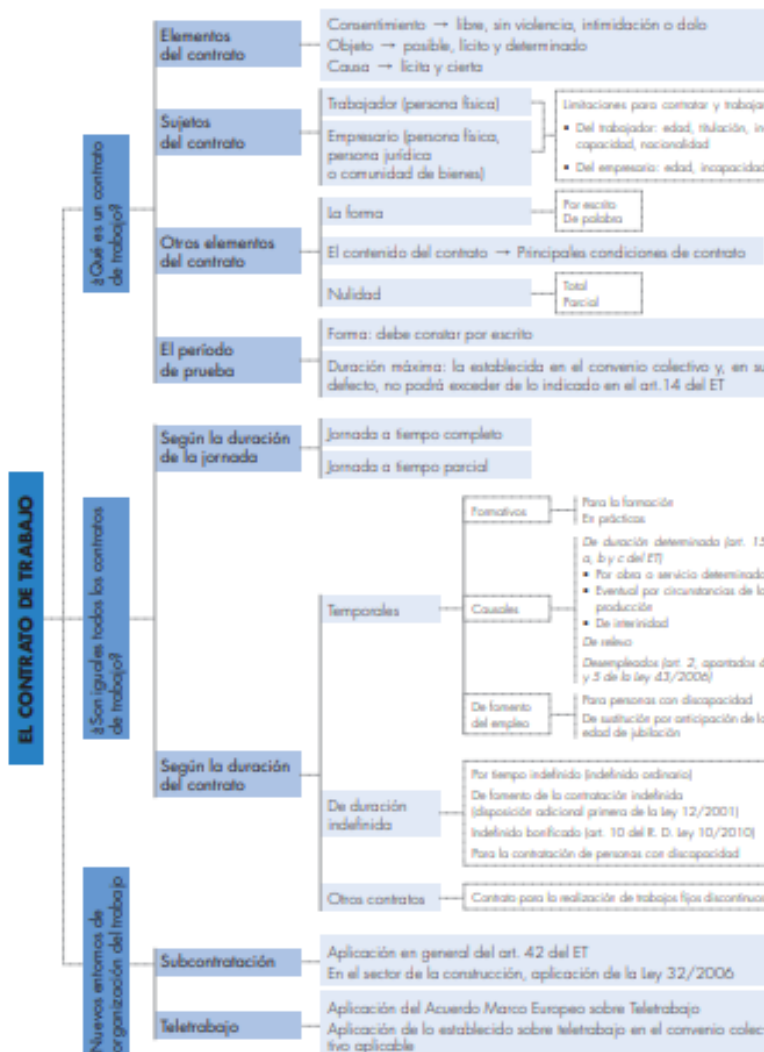 EL CONTRATO DE TRABAJO
¿Qué es un contrato
de trabajo?
Elementos
del contrato
Consentimiento → libre, sin violencia, intimidación o dolo
Objeto → posible, lícito y determinado
Causa → lícita y cierta
Sujetos
del contrato
Trabajador (persona física)
Empresario (persona física,
persona jurídica
o comunidad de bienes)
Limitaciones para contratar y trabajar
▪ Del trabajador: edad, titulación, in
capacidad, nacionalidad
▪ Del empresario: edad, incapacidad
Otros elementos
del contrato
La forma
Por escrito
De palabra
El contenido del contrato → Principales condiciones de contrato
Nulidad
Total
Parcial
El período
de prueba
Forma: debe constar por escrito
Duración máxima: la establecida en el convenio colectivo y, en su
defecto, no podrá exceder de lo indicado en el art.14 del ET
¿Son iguales todos los contratos
de trabajo?
Según la duración
de la jornada
Jornada a tiempo completo
Jornada a tiempo parcial
Según la duración
del contrato
Temporales
Formativos
Para la formación
En prácticas
Causales
De duración determinada (art. 15
a, b y c del ET)
▪ Por obra o servicio determinado
▪ Eventual por circunstancias de la
producción
▪ De interinidad
De relevo
Desempleados (art. 2, apartados 4
y 5 de la Ley 43/2006)
De fomento
del empleo
Para personas con discapacidad
De sustitución por anticipación de la
edad de jubilación
De duración
indefinida
Por tiempo indefinido (indefinido ordinario)
De fomento de la contratación indefinida
(disposición adicional primera de la Ley 12/2001)
Indefinido bonificado (art. 10 del R. D. Ley 10/2010)
Para la contratación de personas con discapacidad
Otros contratos
Contrato para la realización de trabajos fijos discontinuos
Nuevos entornos de
organización del trabajo
Subcontratación
Aplicación en general del art. 42 del ET
En el sector de la construcción, aplicación de la Ley 32/2006
Teletrabajo
Aplicación del Acuerdo Marco Europeo sobre Teletrabajo
Aplicación de lo establecido sobre teletrabajo en el convenio colec
tivo aplicable